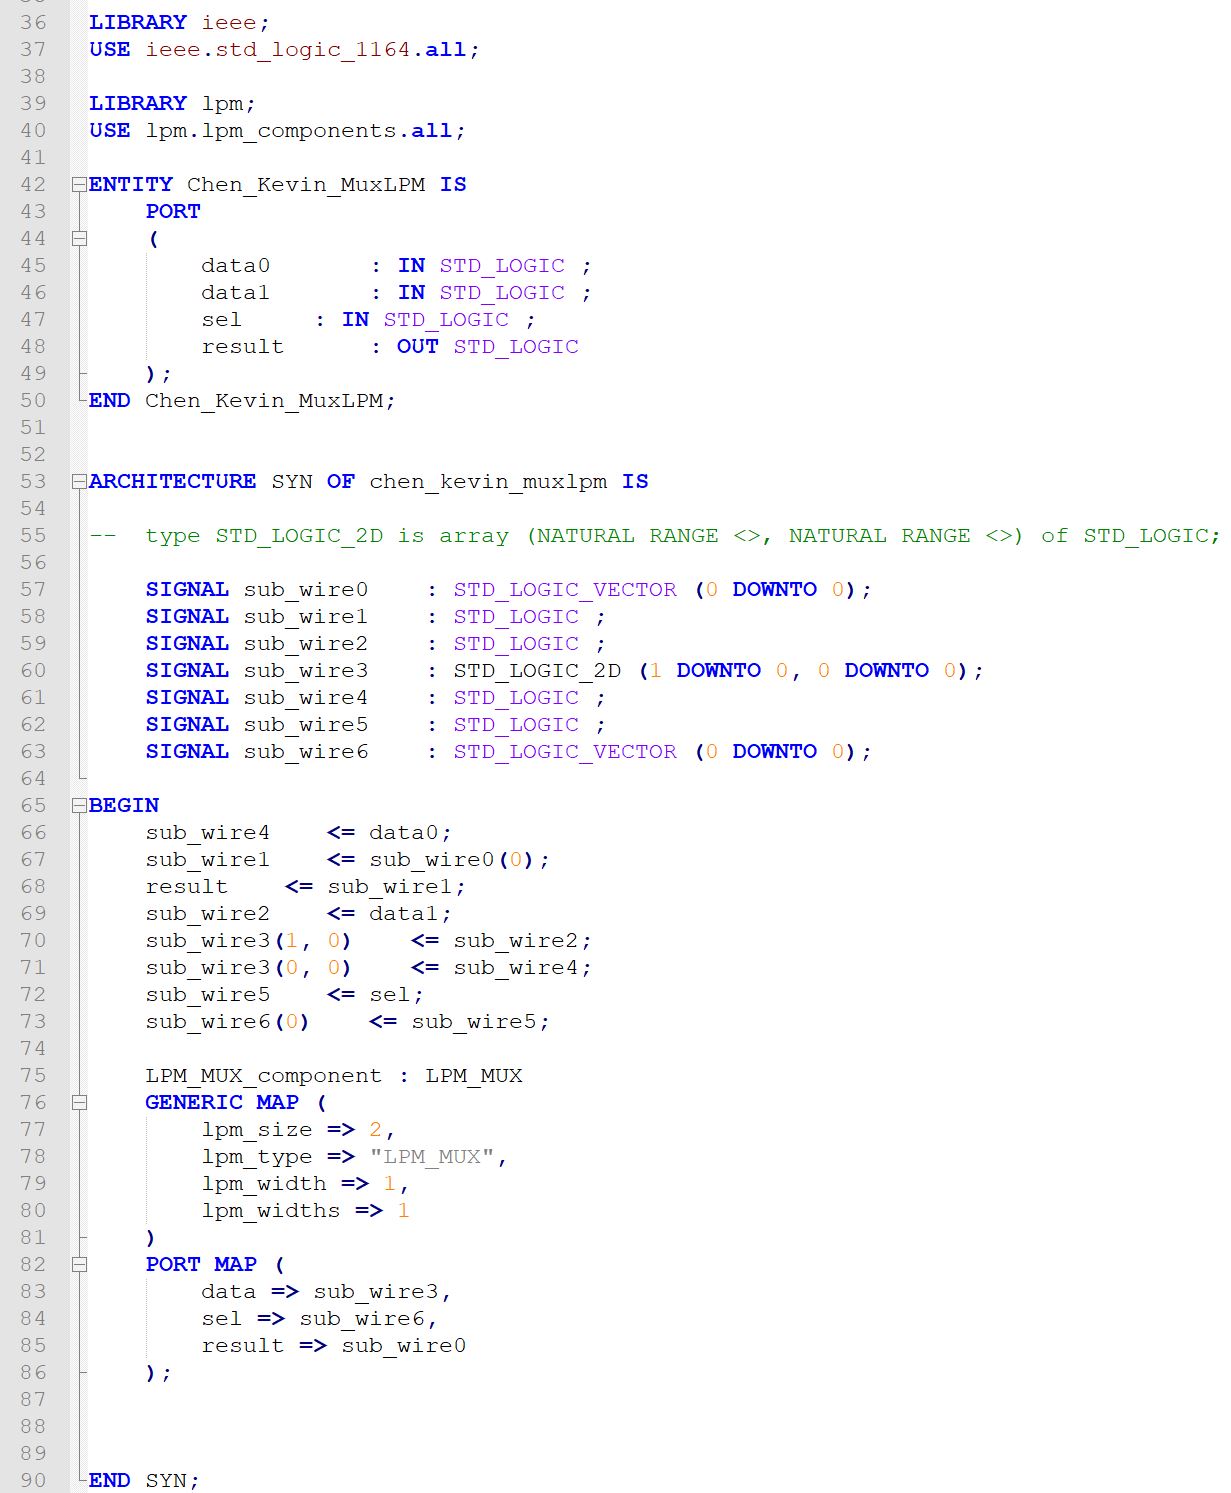 36 LIBRARY ieee;
37 USE ieee.std_logic_1164.all;
38
39 LIBRARY lpm;
40 USE lpm.lpm_components.all;
41
42 ENTITY Chen_Kevin_MuxLPM IS
43     PORT
44     (
45         data0       : IN STD_LOGIC ;
46         data1       : IN STD_LOGIC ;
47         sel     : IN STD_LOGIC ;
48         result      : OUT STD_LOGIC
49     );
50 END Chen_Kevin_MuxLPM;
51
52
53 ARCHITECTURE SYN OF chen_kevin_muxlpm IS
54
55 --  type STD_LOGIC_2D is array (NATURAL RANGE <>, NATURAL RANGE <>) of STD_LOGIC;
56
57     SIGNAL sub_wire0    : STD_LOGIC_VECTOR (0 DOWNTO 0);
58     SIGNAL sub_wire1    : STD_LOGIC ;
59     SIGNAL sub_wire2    : STD_LOGIC ;
60     SIGNAL sub_wire3    : STD_LOGIC_2D (1 DOWNTO 0, 0 DOWNTO 0);
61     SIGNAL sub_wire4    : STD_LOGIC ;
62     SIGNAL sub_wire5    : STD_LOGIC ;
63     SIGNAL sub_wire6    : STD_LOGIC_VECTOR (0 DOWNTO 0);
64
65 BEGIN
66     sub_wire4    <= data0;
67     sub_wire1    <= sub_wire0(0);
68     result    <= sub_wire1;
69     sub_wire2    <= data1;
70     sub_wire3(1, 0)    <= sub_wire2;
71     sub_wire3(0, 0)    <= sub_wire4;
72     sub_wire5    <= sel;
73     sub_wire6(0)    <= sub_wire5;
74
75     LPM_MUX_component : LPM_MUX
76     GENERIC MAP (
77         lpm_size => 2,
78         lpm_type => "LPM_MUX",
79         lpm_width => 1,
80         lpm_widths => 1
81     )
82     PORT MAP (
83         data => sub_wire3,
84         sel => sub_wire6,
85         result => sub_wire0
86     );
87
88
89
90 END SYN;